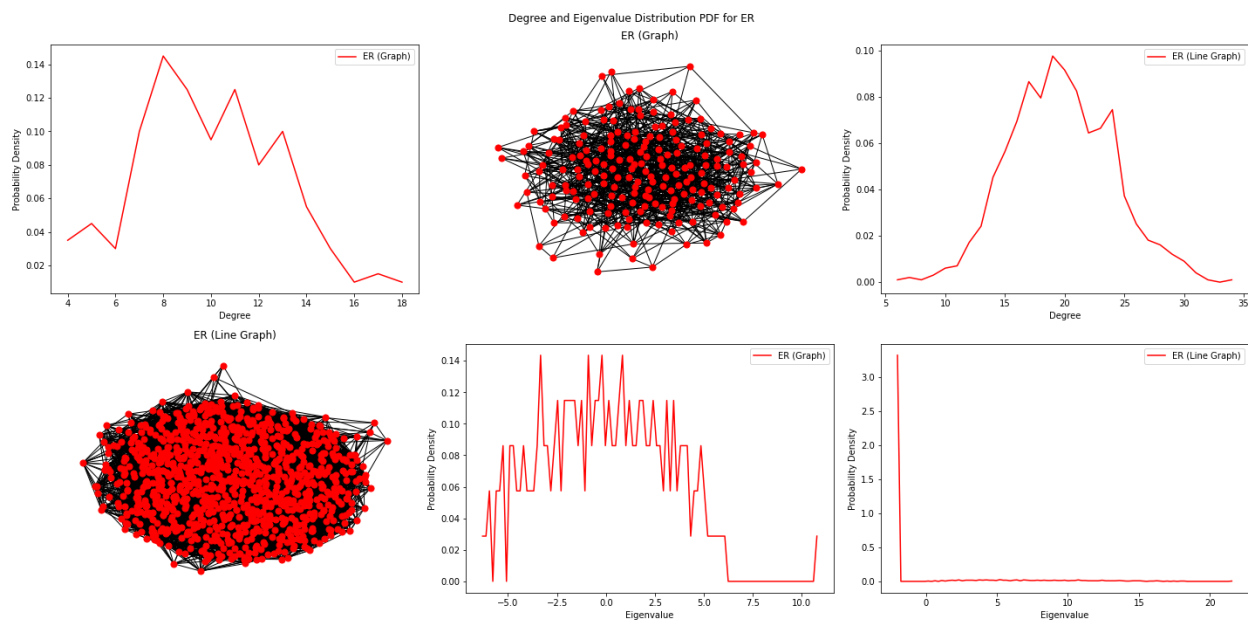 Degree and Eigenvalue Distribution PDF for ER
ER (Graph)
0.14
0.12
0.10
0.08
0.06
0.04
0.02
Probability Density
4 6 8 10 12 14 16 18
Degree
ER (Graph)
0.10
0.08
0.06
0.04
0.02
0.00
Probability Density
5 10 15 20 25 30 35
Degree
ER (Line Graph)
ER (Line Graph)
0.14
0.12
0.10
0.08
0.06
0.04
0.02
0.00
Probability Density
−5.0 −2.5 0.0 2.5 5.0 7.5 10.0
Eigenvalue
ER (Graph)
3.0
2.5
2.0
1.5
1.0
0.5
0.0
Probability Density
0 5 10 15 20
Eigenvalue
ER (Line Graph)